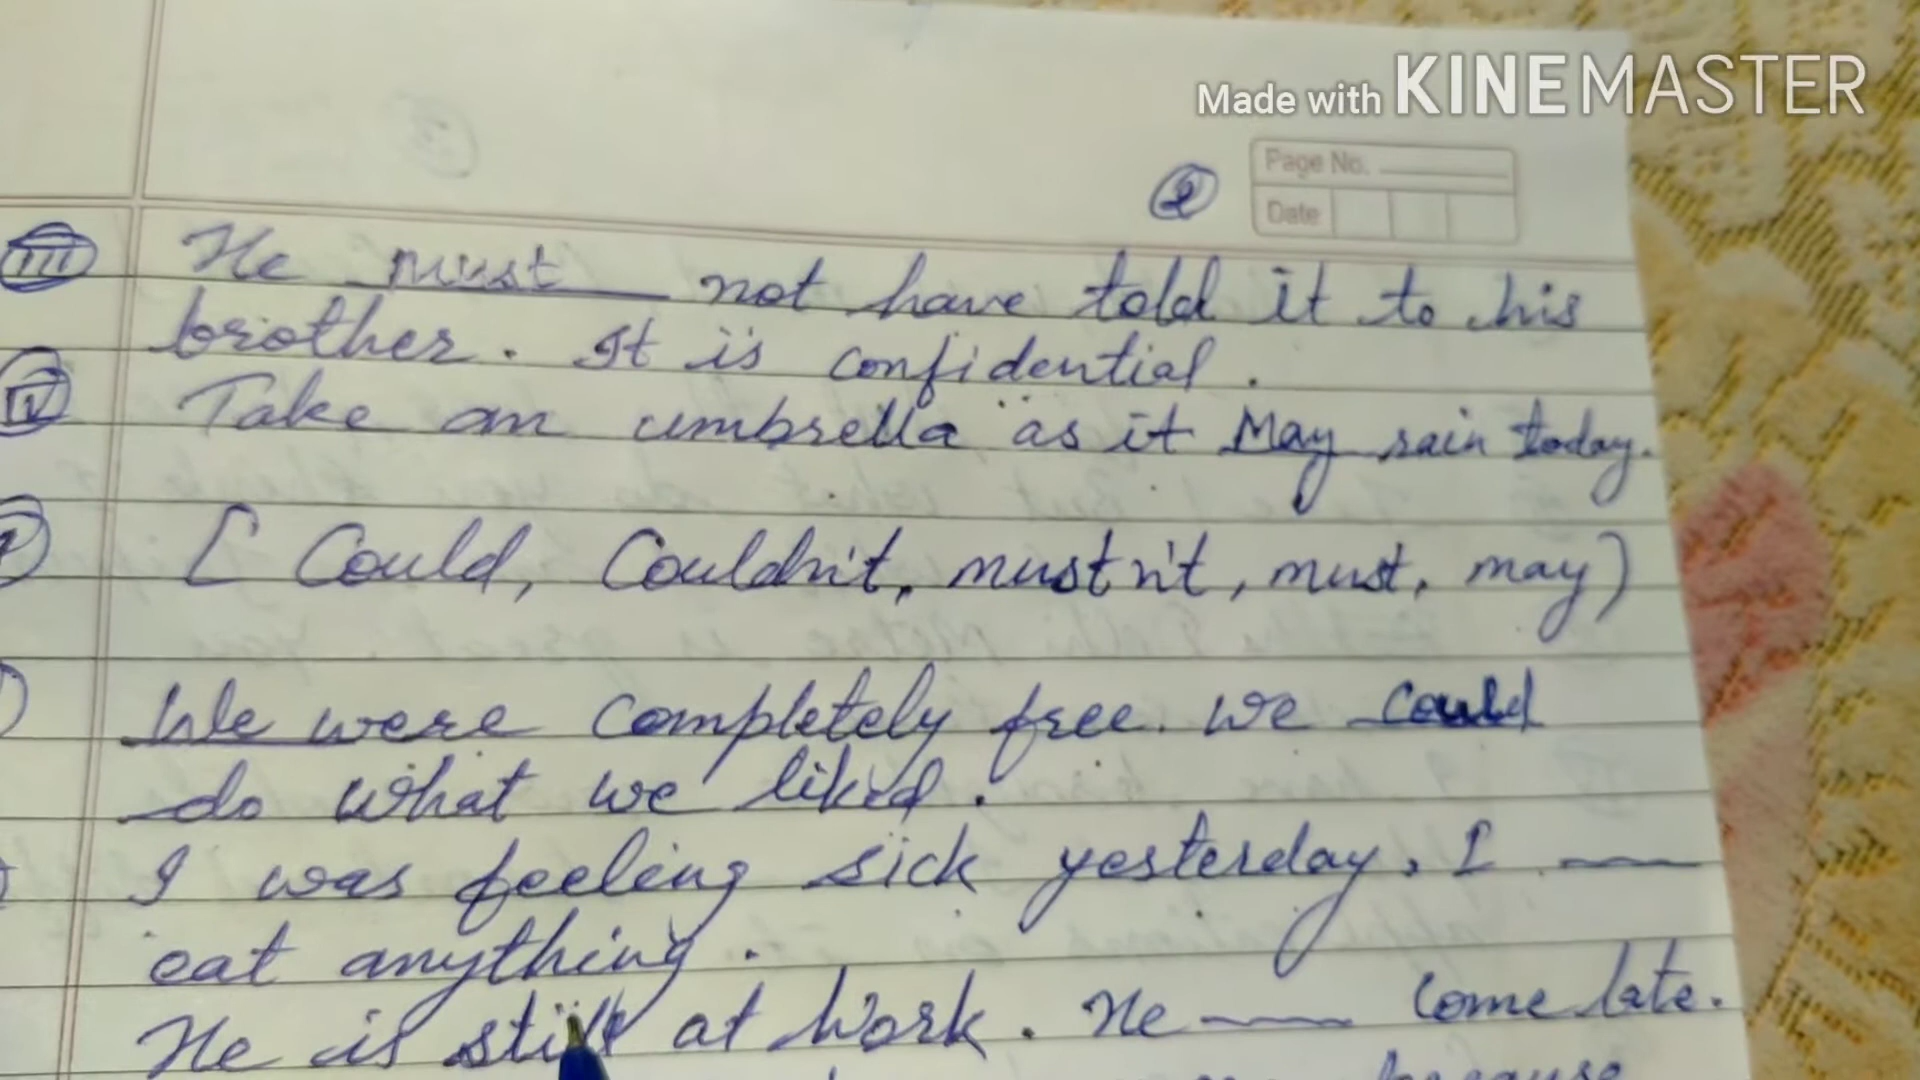 Made with KINEMASTER
Page No.
Date
2
III He must not have told it to his
brother. It is confidential.
IV Take an umbrella as it May rain today.
[ Could, Couldn't, mustn't, must, may)
We were completely free. We could
do what we liked.
I was feeling sick yesterday, I ___
eat anything.
He is still at work. He ___ come late.
because